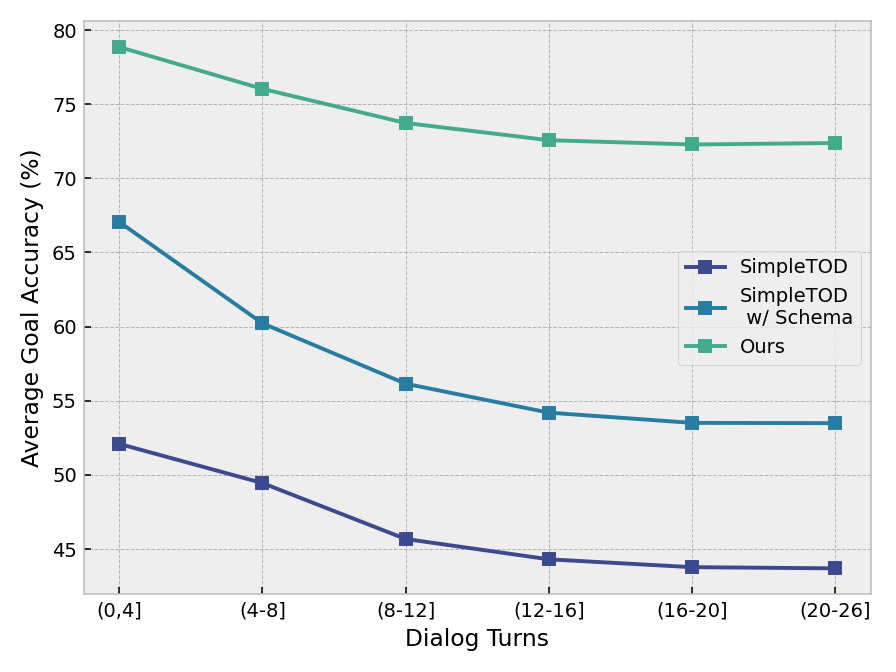 80
75
70
65
60
55
50
45
Average Goal Accuracy (%)
SimpleTOD
SimpleTOD
w/ Schema
Ours
(0,4]
(4-8]
(8-12]
(12-16]
(16-20]
(20-26]
Dialog Turns